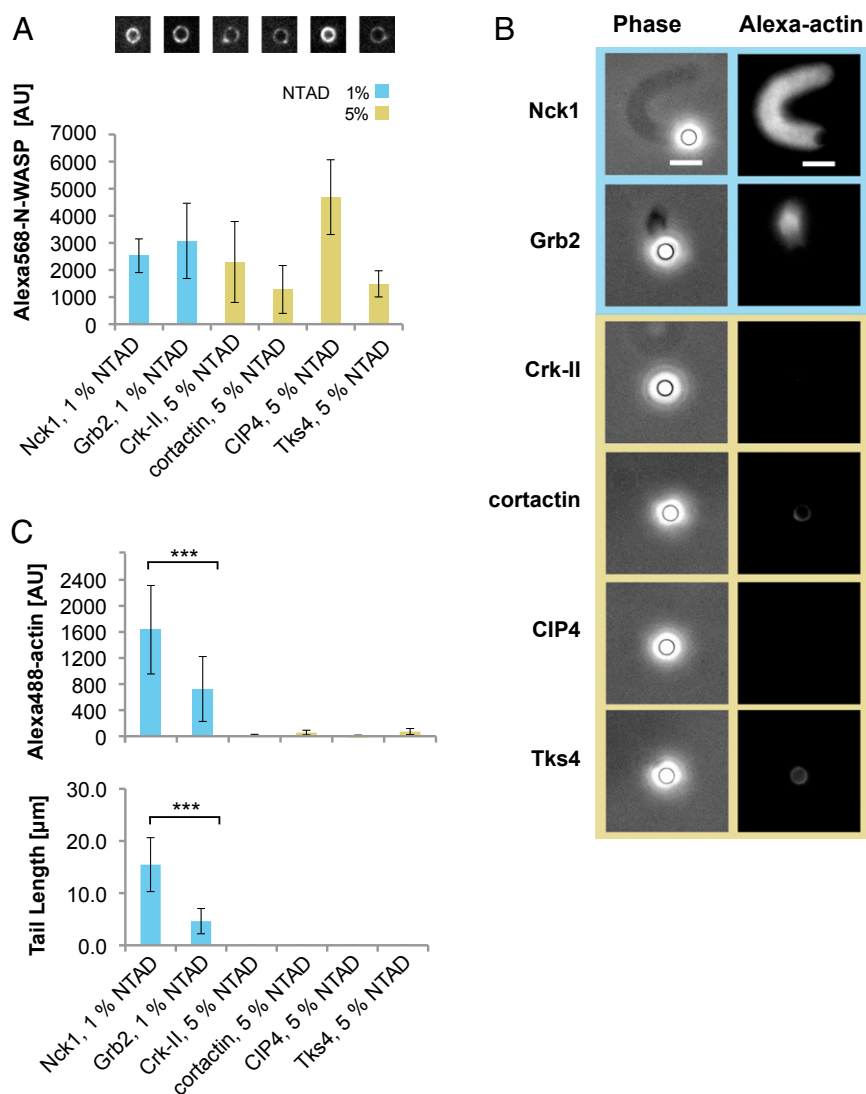 A
NTAD 1%
5%
Alexa568-N-WASP [AU]
7000
6000
5000
4000
3000
2000
1000
0
Nck1, 1 % NTAD
Grb2, 1 % NTAD
Crk-II, 5 % NTAD
cortactin, 5 % NTAD
CIP4, 5 % NTAD
Tks4, 5 % NTAD
B
Phase Alexa-actin
Nck1
Grb2
Crk-II
cortactin
CIP4
Tks4
C
Alexa488-actin [AU]
2400
2000
1600
1200
800
400
0
***
Tail Length [µm]
30.0
20.0
10.0
0.0
***
Nck1, 1 % NTAD
Grb2, 1 % NTAD
Crk-II, 5 % NTAD
cortactin, 5 % NTAD
CIP4, 5 % NTAD
Tks4, 5 % NTAD